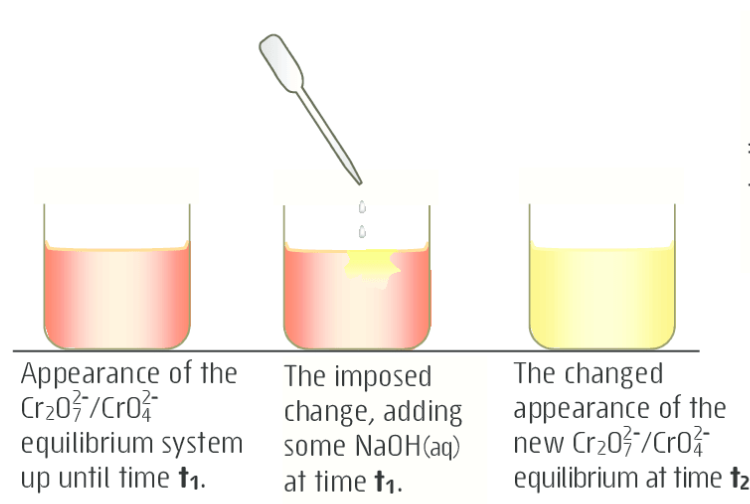 Appearance of the
Cr₂O₇²⁻/CrO₄²⁻
equilibrium system
up until time t₁.
The imposed
change, adding
some NaOH(aq)
at time t₁.
The changed
appearance of the
new Cr₂O₇²⁻/CrO₄²⁻
equilibrium at time t₂